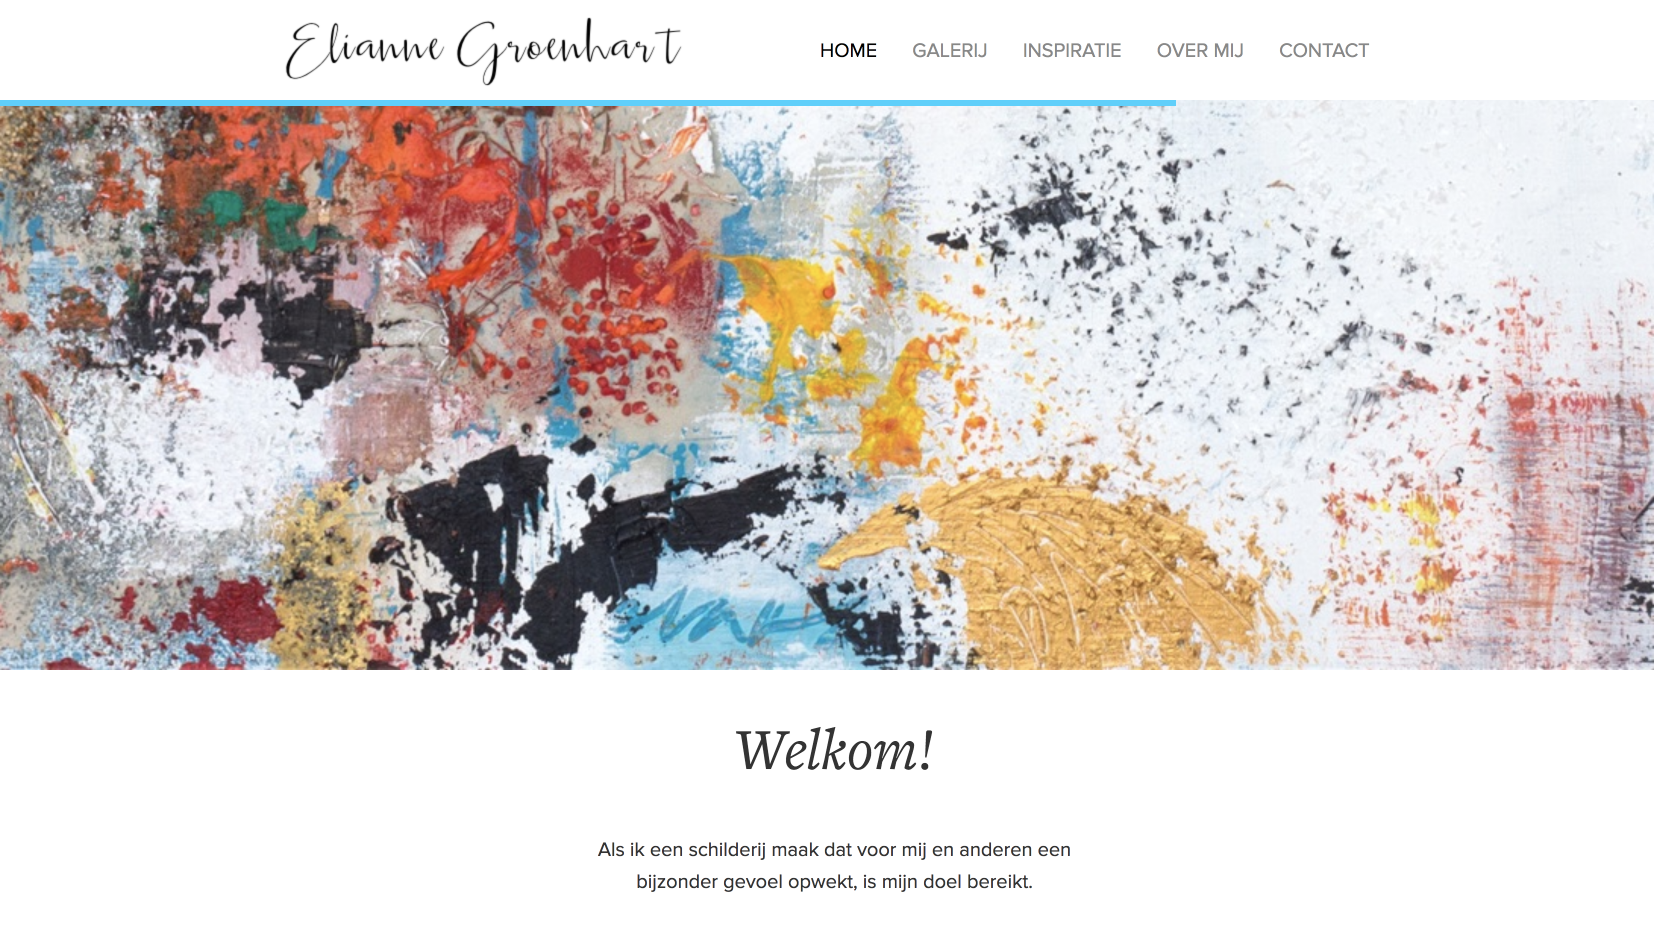 Elianne Groenhart
HOME GALERIJ INSPIRATIE OVER MIJ CONTACT
Welkom!
Als ik een schilderij maak dat voor mij en anderen een
bijzonder gevoel opwekt, is mijn doel bereikt.